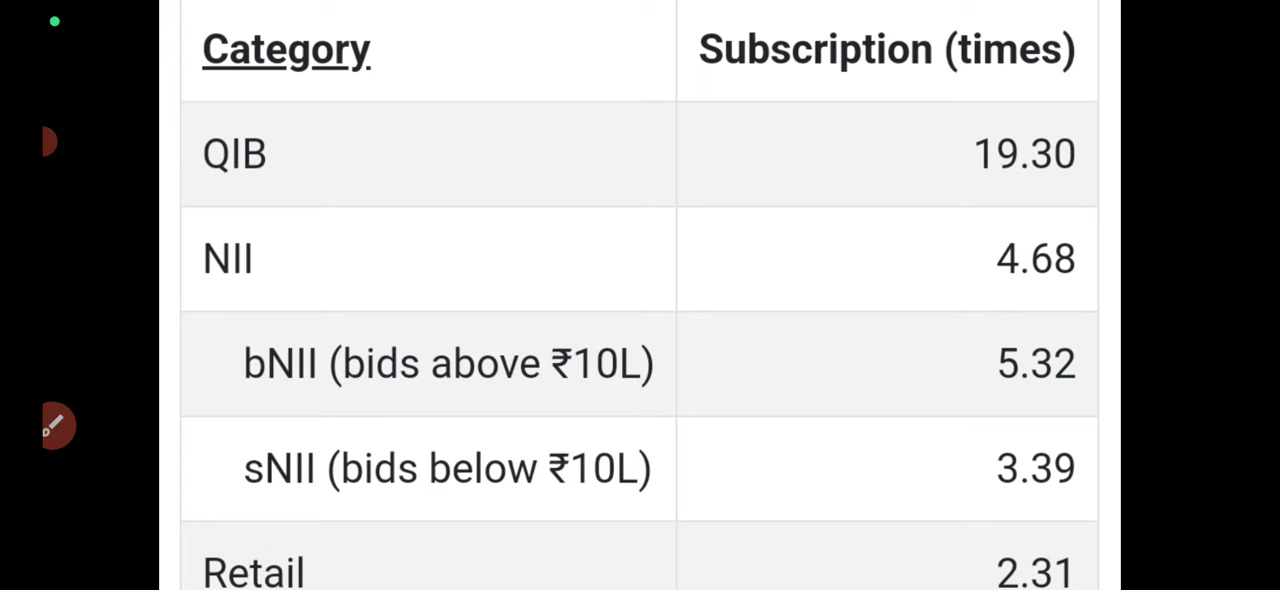 Category Subscription (times)
QIB 19.30
NII 4.68
bNII (bids above ₹10L) 5.32
sNII (bids below ₹10L) 3.39
Retail 2.31